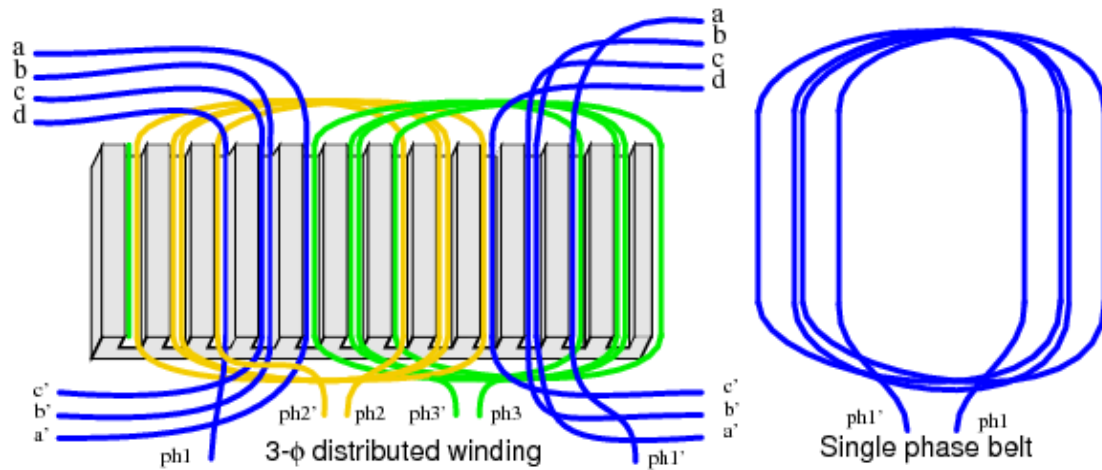 a
b
c
d
a
b
c
d
c'
b'
a'
ph1
ph2'
ph2
ph3'
ph3
3-ϕ distributed winding
c'
b'
a'
ph1'
ph1'
ph1
Single phase belt